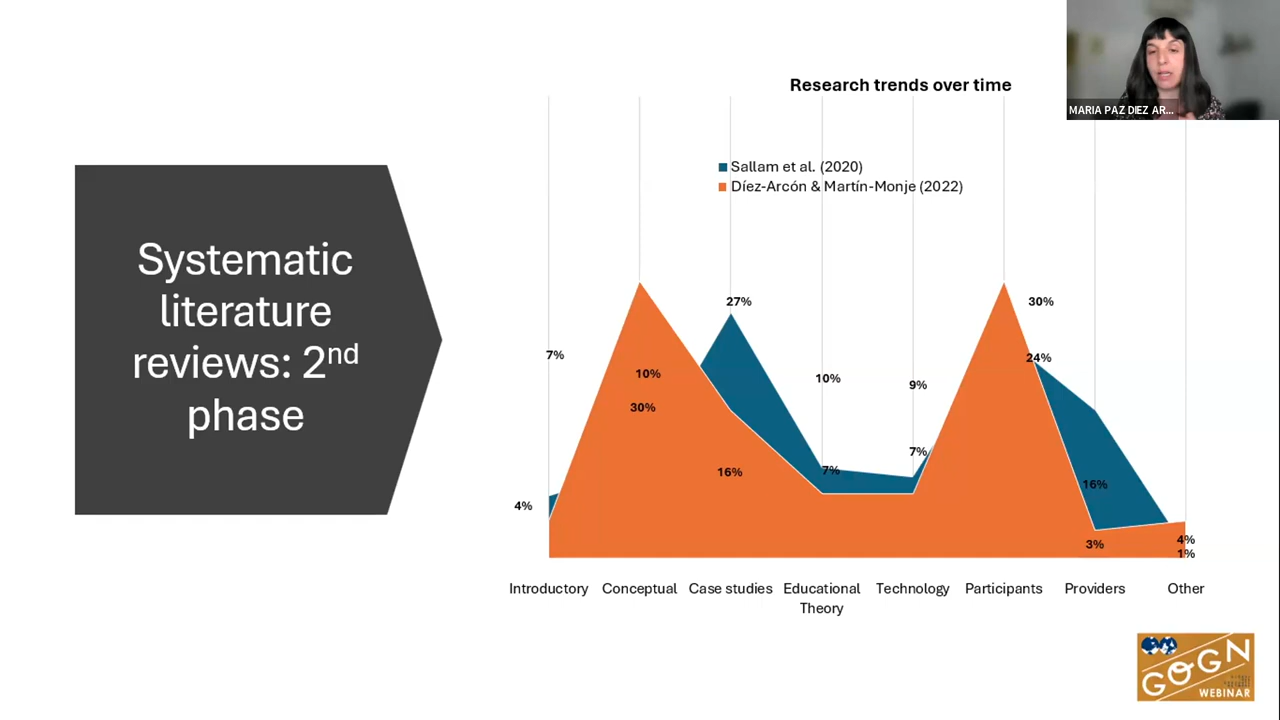 MARIA PAZ DIEZ AR...
Research trends over time
Sallam et al. (2020)
Díez-Arcón & Martín-Monje (2022)
Systematic
literature
reviews: 2nd
phase
27%
30%
7%
24%
10%
10%
9%
30%
7%
16%
7%
16%
4%
3%
4%
1%
Introductory
Conceptual
Case studies
Educational
Theory
Technology
Participants
Providers
Other
GOGN
WEBINAR